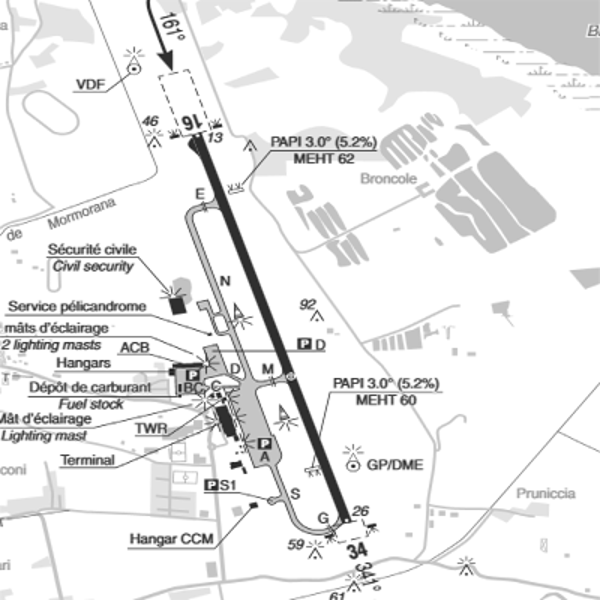 161°
VDF
46
16
13
PAPI 3.0° (5.2%)
MEHT 62
Broncole
E
de Mormorana
Sécurité civile
Civil security
N
Service pélicandrome
92
mâts d'éclairage
2 lighting masts
P D
ACB
Hangars
P
D
M
Dépôt de carburant
BC C
Fuel stock
PAPI 3.0° (5.2%)
MEHT 60
Mât d'éclairage
Lighting mast
TWR
P
A
Terminal
GP/DME
coni
P S1
S
Pruniccia
G
26
Hangar CCM
59
34
341°
61